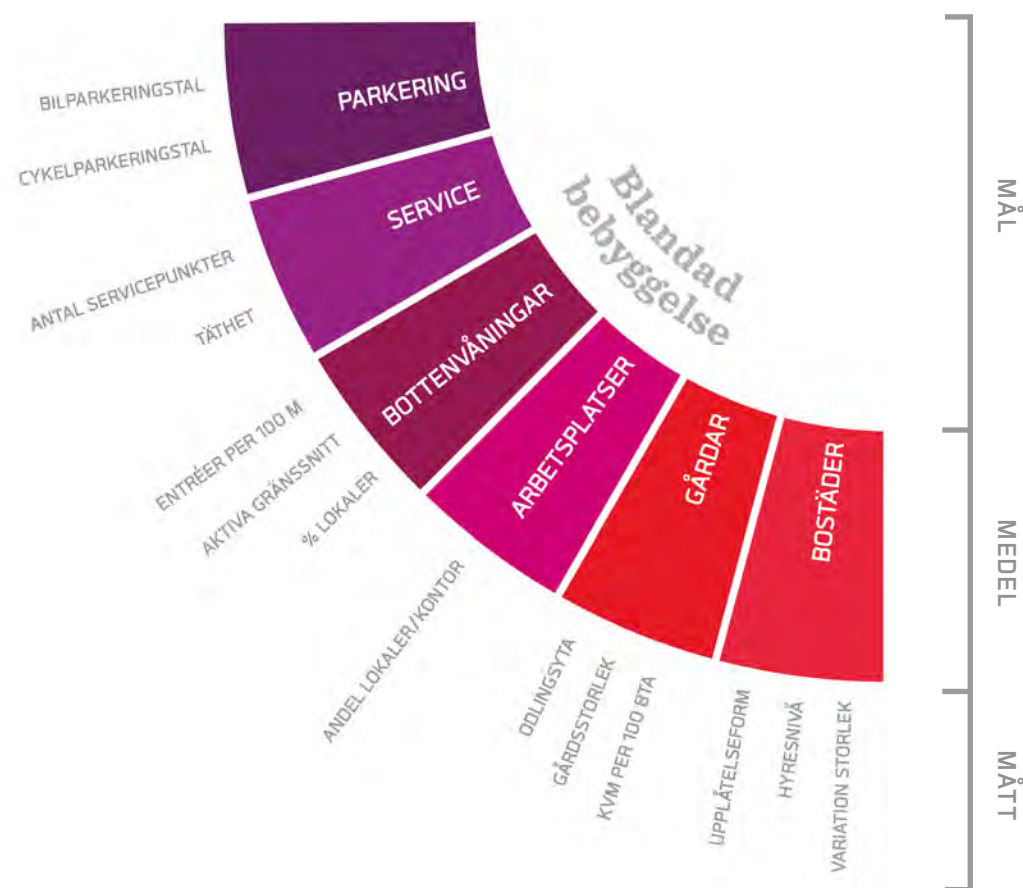 BILPARKERINGSTAL
CYKELPARKERINGSTAL
PARKERING
ANTAL SERVICEPUNKTER
TÄTHET
SERVICE
ENTRÉER PER 100 M
AKTIVA GRÄNSSNITT
% LOKALER
BOTTENVÅNINGAR
ANDEL LOKALER/KONTOR
ARBETSPLATSER
ODLINGSYTA
GÅRDSSTORLEK
KVM PER 100 BTA
GÅRDAR
UPPLÅTELSEFORM
HYRESNIVÅ
VARIATION STORLEK
BOSTÄDER
Blandad
bebyggelse
MÅL
MEDEL
MÅTT